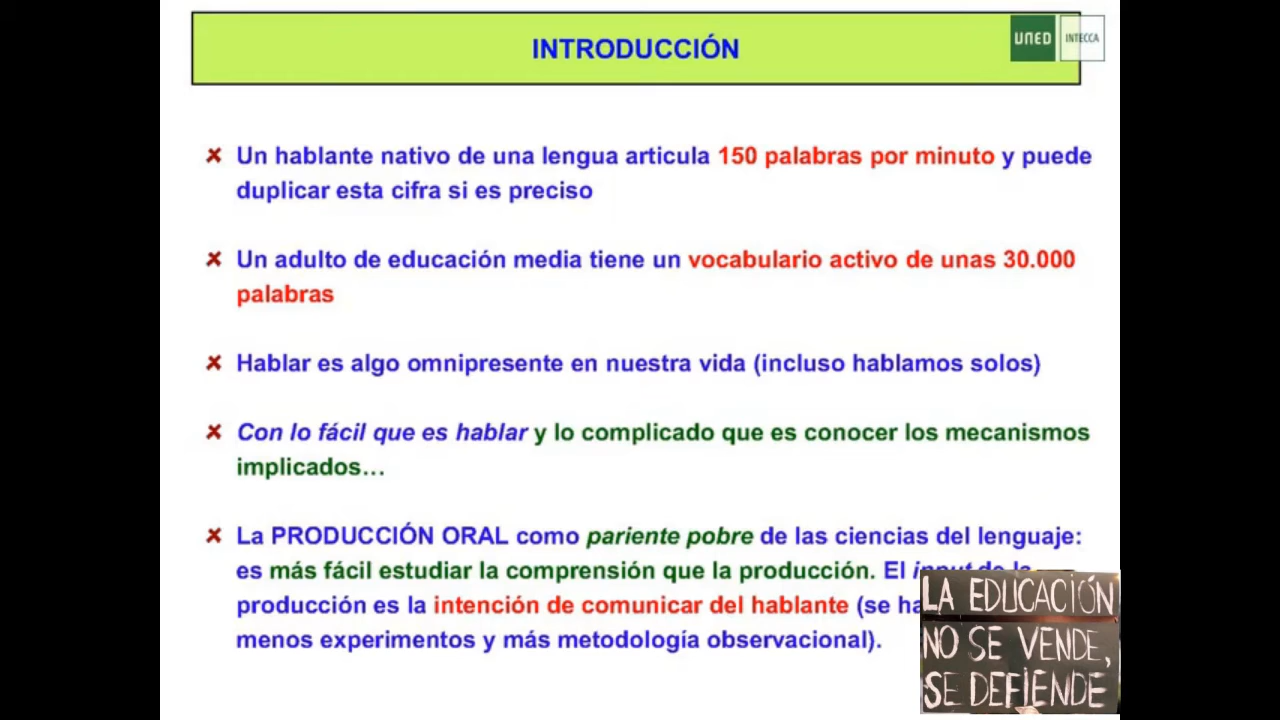 INTRODUCCIÓN
UNED
INTECCA
Un hablante nativo de una lengua articula 150 palabras por minuto y puede
duplicar esta cifra si es preciso
Un adulto de educación media tiene un vocabulario activo de unas 30.000
palabras
Hablar es algo omnipresente en nuestra vida (incluso hablamos solos)
Con lo fácil que es hablar y lo complicado que es conocer los mecanismos
implicados…
La PRODUCCIÓN ORAL como pariente pobre de las ciencias del lenguaje:
es más fácil estudiar la comprensión que la producción. El input de la
producción es la intención de comunicar del hablante (se
menos experimentos y más metodología observacional).
LA EDUCACIÓN
NO SE VENDE,
SE DEFIENDE